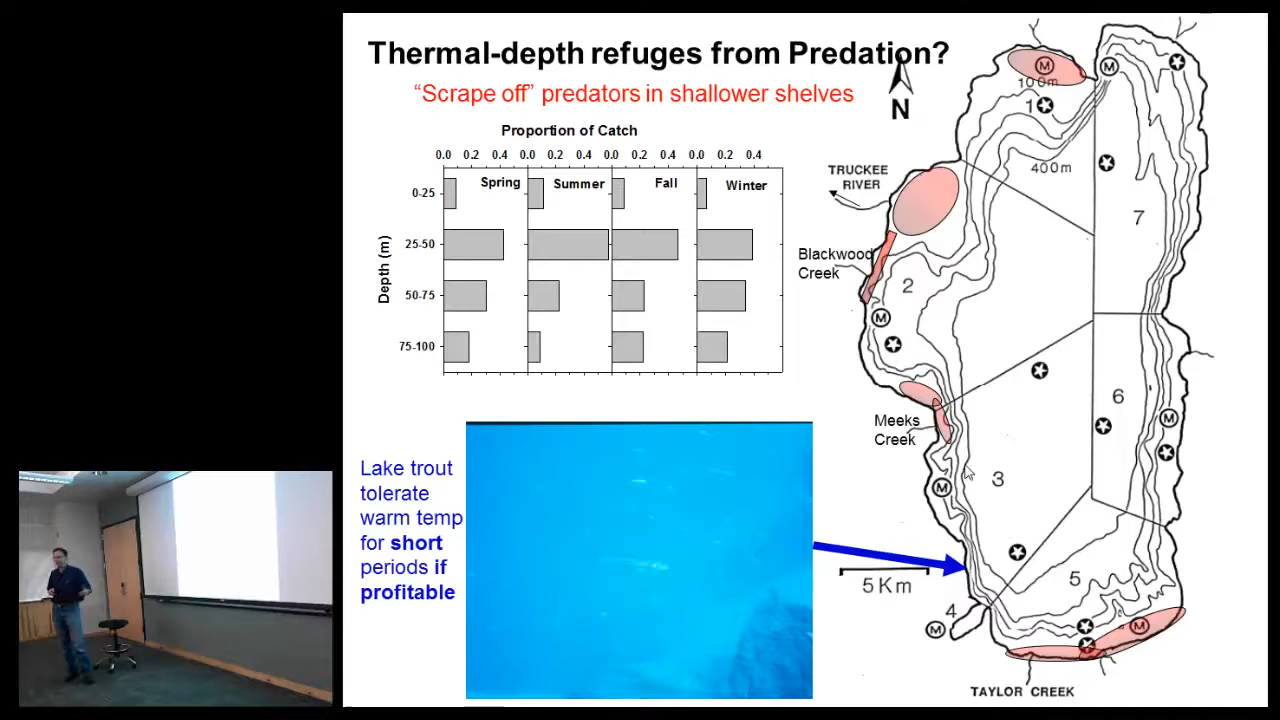 Thermal-depth refuges from Predation?
“Scrape off” predators in shallower shelves
Proportion of Catch
0.0 0.2 0.4 0.0 0.2 0.4 0.0 0.2 0.4 0.0 0.2 0.4
Spring Summer Fall Winter
Depth (m)
0-25
25-50
50-75
75-100
Lake trout
tolerate
warm temp
for short
periods if
profitable
N
M
M
100m
1
400m
TRUCKEE
RIVER
7
Blackwood
Creek
2
M
6
Meeks
Creek
M
3
M
5 Km
5
4
M
M
TAYLOR CREEK